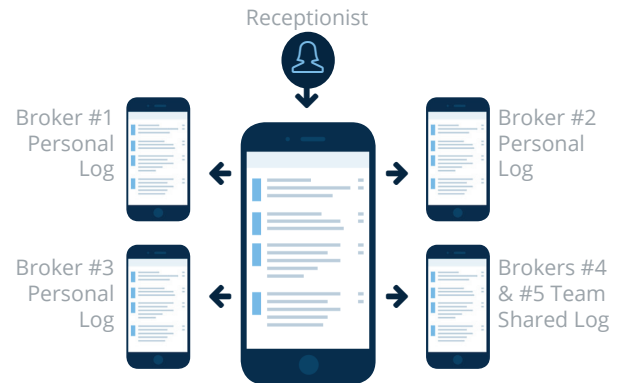 Receptionist
Broker #1
Personal
Log
Broker #2
Personal
Log
Broker #3
Personal
Log
Brokers #4
& #5 Team
Shared Log